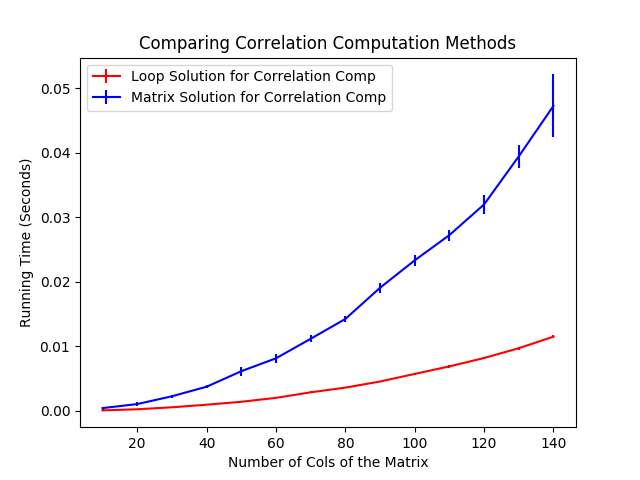 Comparing Correlation Computation Methods
Loop Solution for Correlation Comp
Matrix Solution for Correlation Comp
Running Time (Seconds)
0.05
0.04
0.03
0.02
0.01
0.00
20 40 60 80 100 120 140
Number of Cols of the Matrix